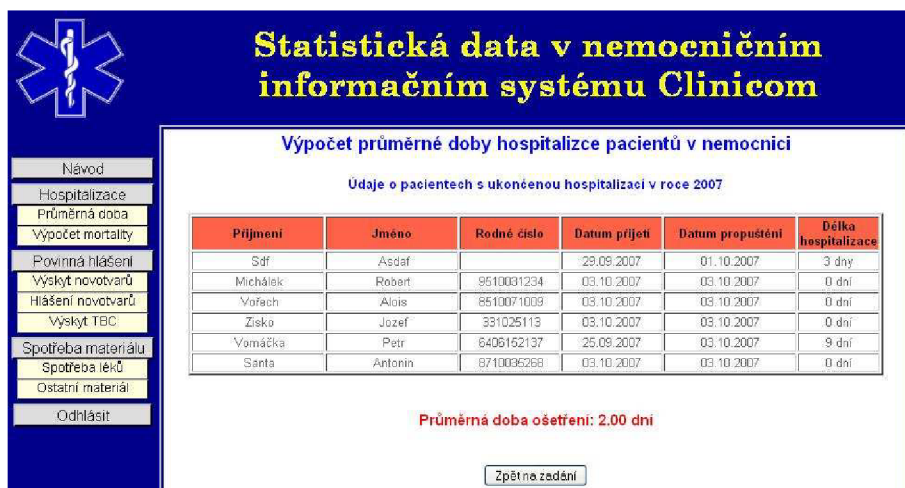 Statistická data v nemocničním
informačním systému Clinicom
Návod
Hospitalizace
Průměrná doba
Výpočet mortality
Povinná hlášení
Výskyt novotvarů
Hlášení novotvarů
Výskyt TBC
Spotřeba materiálu
Spotřeba léků
Ostatní materiál
Odhlásit
Výpočet průměrné doby hospitalizce pacientů v nemocnici
Údaje o pacientech s ukončenou hospitalizací v roce 2007
Příjmení Jméno Rodné číslo Datum přijetí Datum propuštění Délka hospitalizace
Sdf Asdaf 29.09.2007 01.10.2007 3 dny
Michálek Robert 9510031234 03.10.2007 03.10.2007 0 dní
Vořech Alois 8510071009 03.10.2007 03.10.2007 0 dní
Zisko Jozef 331025113 03.10.2007 03.10.2007 0 dní
Vomáčka Petr 6406152137 25.09.2007 03.10.2007 9 dní
Santa Antonin 8710035268 03.10.2007 03.10.2007 0 dní
Průměrná doba ošetření: 2.00 dní
Zpět na zadání